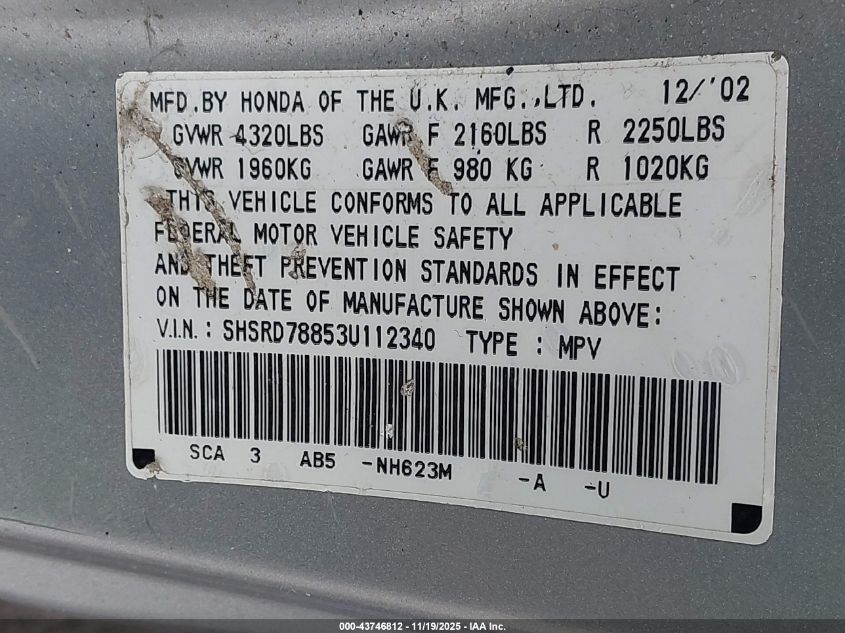 MFD.BY HONDA OF THE U.K. MFG.,LTD. 12/'02
GVWR 4320LBS GAWR F 2160LBS R 2250LBS
GVWR 1960KG GAWR F 980 KG R 1020KG
THIS VEHICLE CONFORMS TO ALL APPLICABLE
FEDERAL MOTOR VEHICLE SAFETY
AND THEFT PREVENTION STANDARDS IN EFFECT
ON THE DATE OF MANUFACTURE SHOWN ABOVE:
V.I.N. : SHSRD78853U112340 TYPE : MPV
SCA 3 AB5 -NH623M -A -U
000-43746812 - 11/19/2025 - IAA Inc.